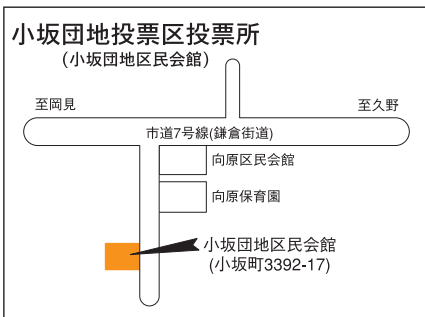 小坂団地投票区投票所
(小坂団地区民会館)
至岡見
至久野
市道7号線(鎌倉街道)
向原区民会館
向原保育園
小坂団地区民会館
(小坂町3392-17)